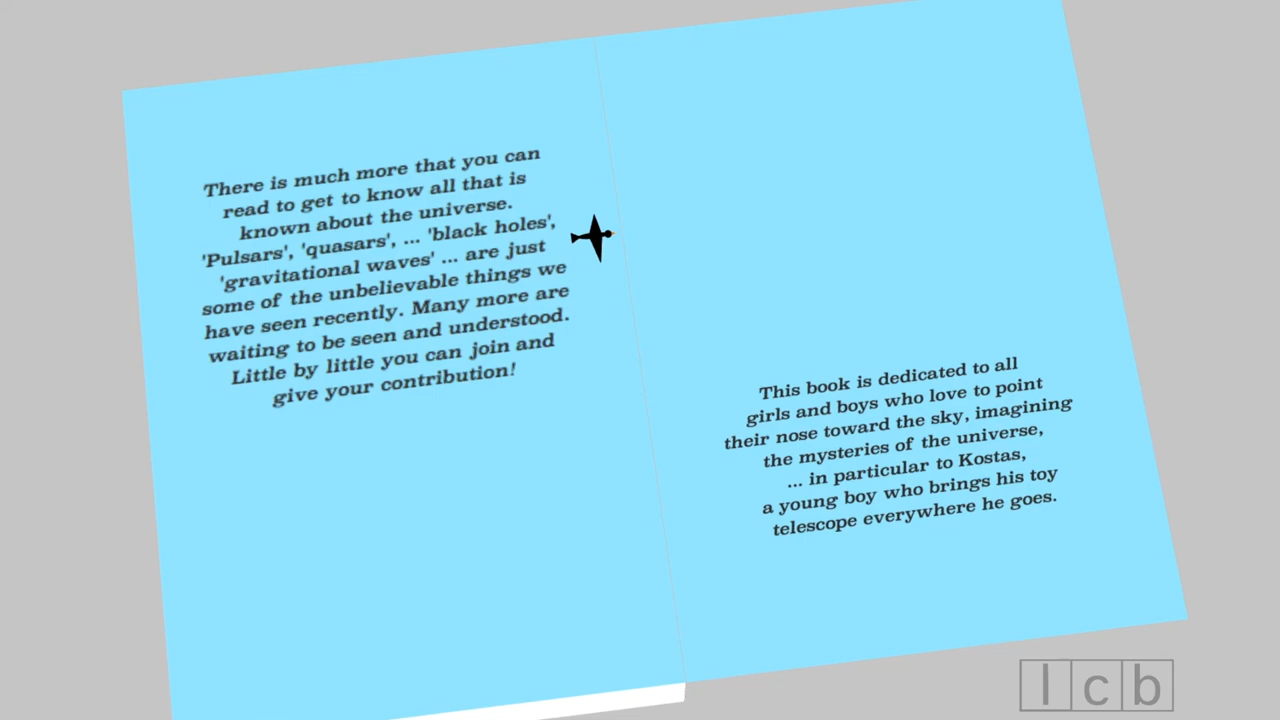 There is much more that you can
read to get to know all that is
known about the universe.
'Pulsars', 'quasars', ... 'black holes',
'gravitational waves' ... are just
some of the unbelievable things we
have seen recently. Many more are
waiting to be seen and understood.
Little by little you can join and
give your contribution!
This book is dedicated to all
girls and boys who love to point
their nose toward the sky, imagining
the mysteries of the universe,
... in particular to Kostas,
a young boy who brings his toy
telescope everywhere he goes.
lcb